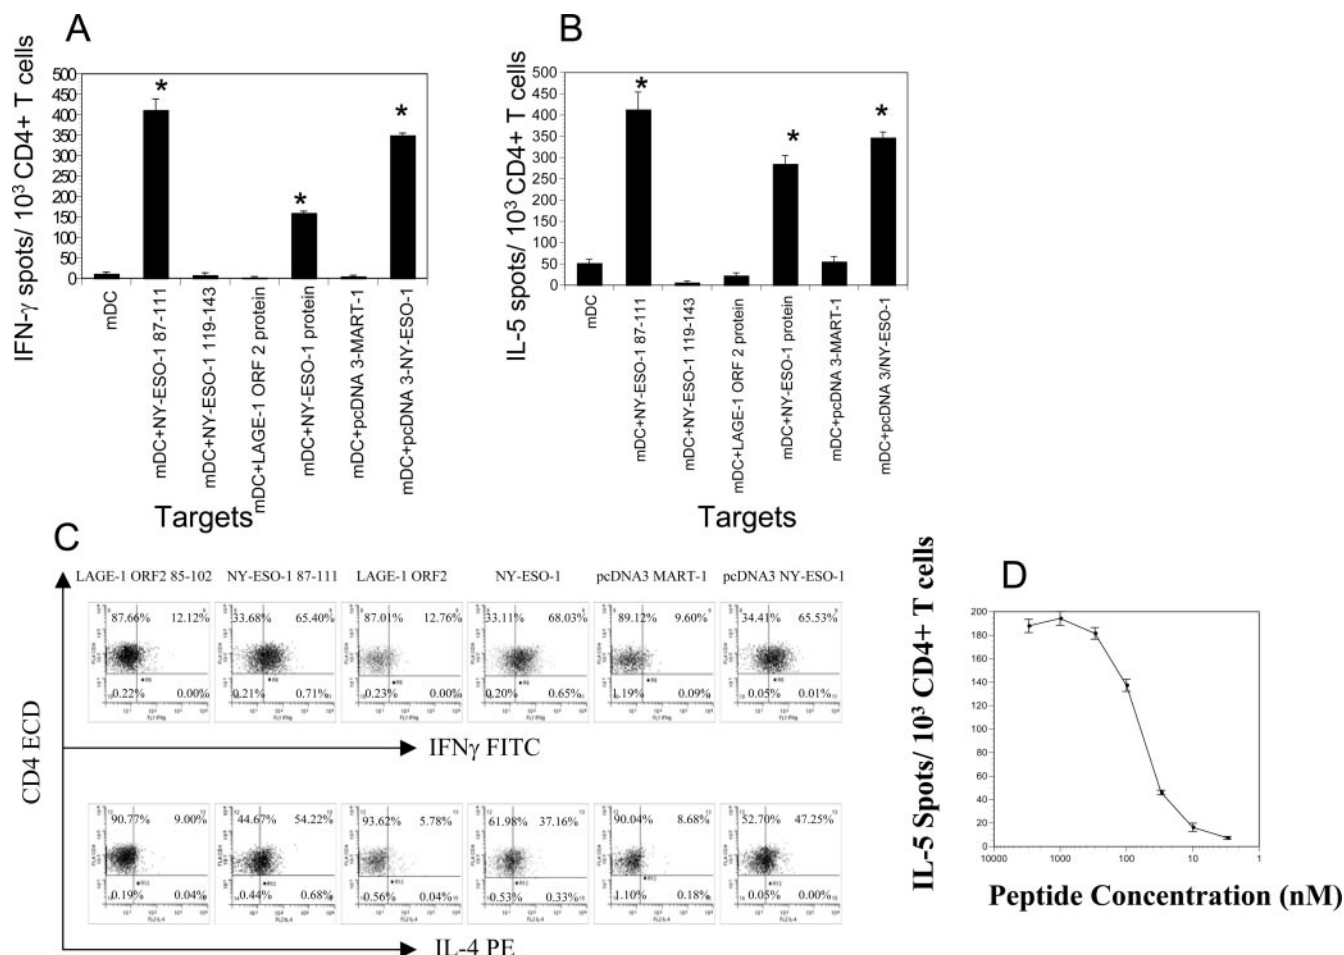 A
IFN-γ spots/ 10³ CD4+ T cells
500
450
400
350
300
250
200
150
100
50
0
*
*
*
mDC
mDC+NY-ESO-1 87-111
mDC+NY-ESO-1 119-143
mDC+LAGE-1 ORF 2 protein
mDC+NY-ESO-1 protein
mDC+pcDNA 3-MART-1
mDC+pcDNA 3-NY-ESO-1
Targets
B
IL-5 spots/ 10³ CD4+ T cells
500
450
400
350
300
250
200
150
100
50
0
*
*
*
mDC
mDC+NY-ESO-1 87-111
mDC+NY-ESO-1 119-143
mDC+LAGE-1 ORF 2 protein
mDC+NY-ESO-1 protein
mDC+pcDNA 3-MART-1
mDC+pcDNA 3/NY-ESO-1
Targets
C
CD4 ECD
LAGE-1 ORF2 85-102 NY-ESO-1 87-111 LAGE-1 ORF2 NY-ESO-1 pcDNA3 MART-1 pcDNA3 NY-ESO-1
87.66% 12.12% 33.68% 65.40% 87.01% 12.76% 33.11% 68.03% 89.12% 9.60% 34.41% 65.53%
0.22% 0.00% 0.21% 0.71% 0.23% 0.00% 0.20% 0.65% 1.19% 0.09% 0.05% 0.01%
IFNγ FITC
90.77% 9.00% 44.67% 54.22% 93.62% 5.78% 61.98% 37.16% 90.04% 8.68% 52.70% 47.25%
0.19% 0.04% 0.44% 0.68% 0.56% 0.04% 0.53% 0.33% 1.10% 0.18% 0.05% 0.00%
IL-4 PE
D
IL-5 Spots/ 10³ CD4+ T cells
200
180
160
140
120
100
80
60
40
20
0
10000 1000 100 10 1
Peptide Concentration (nM)